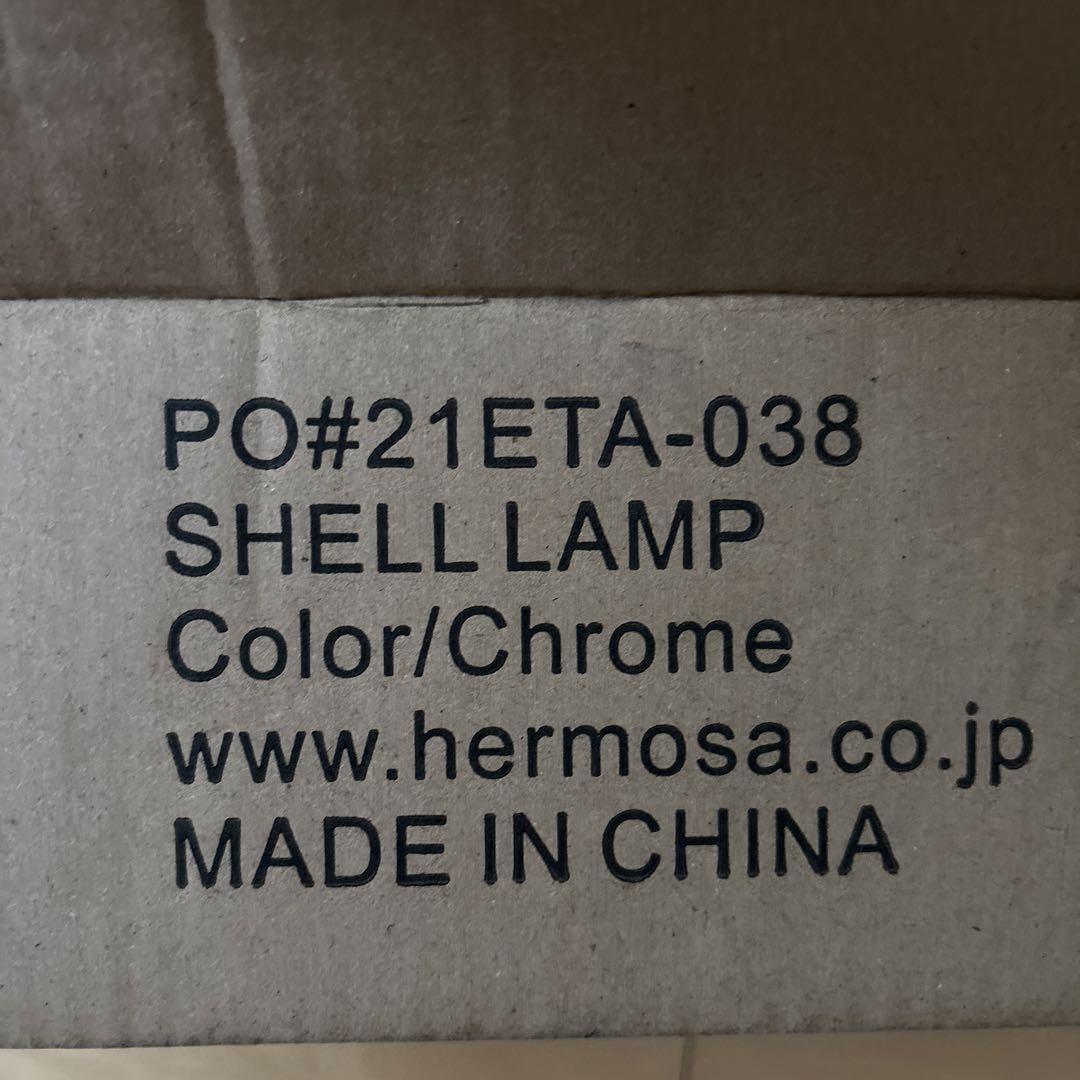 PO#21ETA-038
SHELL LAMP
Color/Chrome
www.hermosa.co.jp
MADE IN CHINA